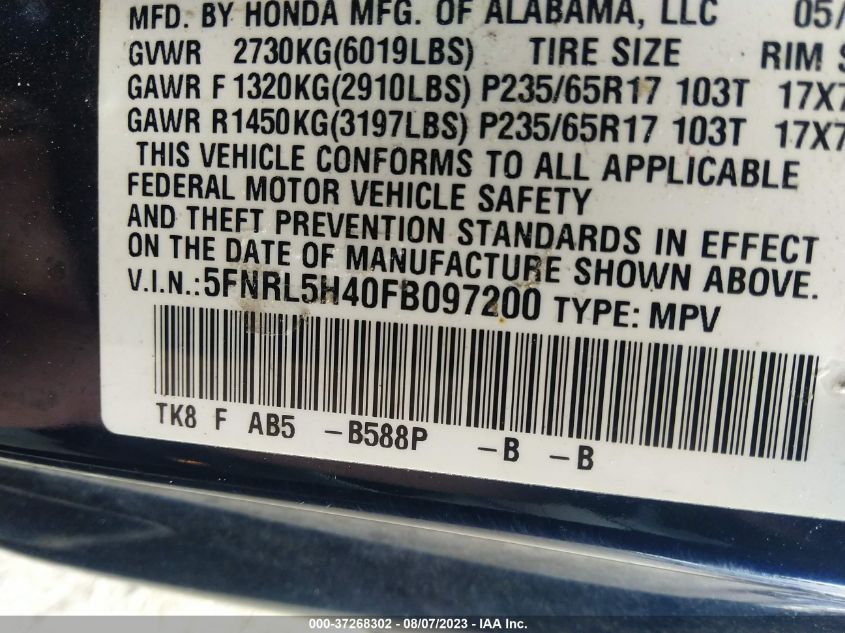 MFD. BY HONDA MFG. OF ALABAMA, LLC 05/
GVWR 2730KG(6019LBS) TIRE SIZE RIM S
GAWR F 1320KG(2910LBS) P235/65R17 103T 17X7
GAWR R1450KG(3197LBS) P235/65R17 103T 17X7
THIS VEHICLE CONFORMS TO ALL APPLICABLE
FEDERAL MOTOR VEHICLE SAFETY
AND THEFT PREVENTION STANDARDS IN EFFECT
ON THE DATE OF MANUFACTURE SHOWN ABOVE.
V.I.N.:5FNRL5H40FB097200 TYPE: MPV
TK8 F AB5 -B588P -B -B
000-37268302 - 08/07/2023 - IAA Inc.